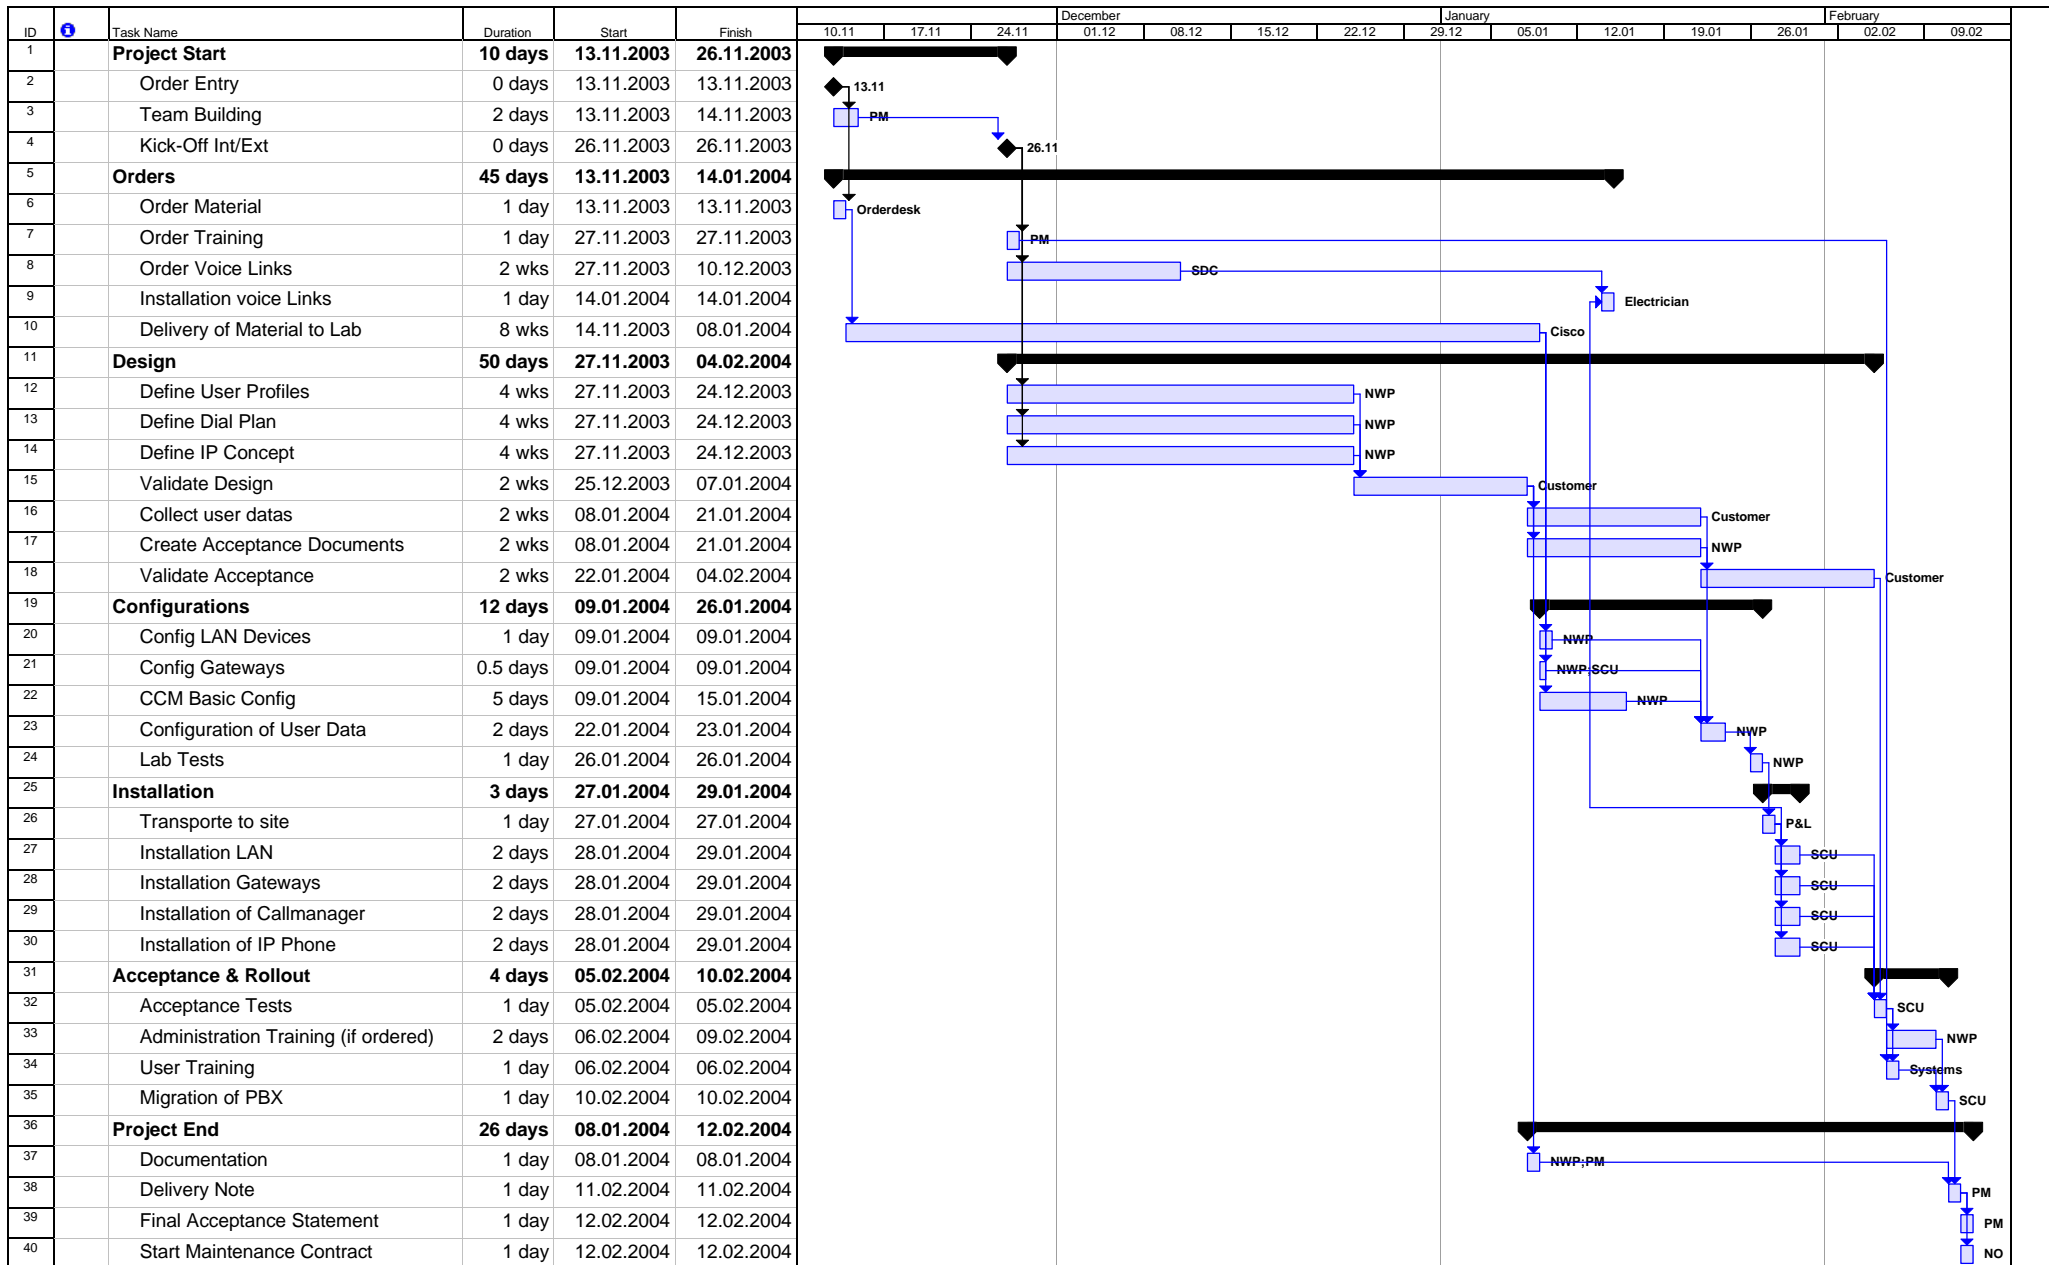 December January February
ID Task Name Duration Start Finish 10.11 17.11 24.11 01.12 08.12 15.12 22.12 29.12 05.01 12.01 19.01 26.01 02.02 09.02
1 Project Start 10 days 13.11.2003 26.11.2003
2 Order Entry 0 days 13.11.2003 13.11.2003 13.11
3 Team Building 2 days 13.11.2003 14.11.2003 PM
4 Kick-Off Int/Ext 0 days 26.11.2003 26.11.2003 26.11
5 Orders 45 days 13.11.2003 14.01.2004
6 Order Material 1 day 13.11.2003 13.11.2003 Orderdesk
7 Order Training 1 day 27.11.2003 27.11.2003 PM
8 Order Voice Links 2 wks 27.11.2003 10.12.2003 SDC
9 Installation voice Links 1 day 14.01.2004 14.01.2004 Electrician
10 Delivery of Material to Lab 8 wks 14.11.2003 08.01.2004 Cisco
11 Design 50 days 27.11.2003 04.02.2004
12 Define User Profiles 4 wks 27.11.2003 24.12.2003 NWP
13 Define Dial Plan 4 wks 27.11.2003 24.12.2003 NWP
14 Define IP Concept 4 wks 27.11.2003 24.12.2003 NWP
15 Validate Design 2 wks 25.12.2003 07.01.2004 Customer
16 Collect user datas 2 wks 08.01.2004 21.01.2004 Customer
17 Create Acceptance Documents 2 wks 08.01.2004 21.01.2004 NWP
18 Validate Acceptance 2 wks 22.01.2004 04.02.2004 Customer
19 Configurations 12 days 09.01.2004 26.01.2004
20 Config LAN Devices 1 day 09.01.2004 09.01.2004 NWP
21 Config Gateways 0.5 days 09.01.2004 09.01.2004 NWP;SCU
22 CCM Basic Config 5 days 09.01.2004 15.01.2004 NWP
23 Configuration of User Data 2 days 22.01.2004 23.01.2004 NWP
24 Lab Tests 1 day 26.01.2004 26.01.2004 NWP
25 Installation 3 days 27.01.2004 29.01.2004
26 Transporte to site 1 day 27.01.2004 27.01.2004 P&L
27 Installation LAN 2 days 28.01.2004 29.01.2004 SCU
28 Installation Gateways 2 days 28.01.2004 29.01.2004 SCU
29 Installation of Callmanager 2 days 28.01.2004 29.01.2004 SCU
30 Installation of IP Phone 2 days 28.01.2004 29.01.2004 SCU
31 Acceptance & Rollout 4 days 05.02.2004 10.02.2004
32 Acceptance Tests 1 day 05.02.2004 05.02.2004 SCU
33 Administration Training (if ordered) 2 days 06.02.2004 09.02.2004 NWP
34 User Training 1 day 06.02.2004 06.02.2004 Systems
35 Migration of PBX 1 day 10.02.2004 10.02.2004 SCU
36 Project End 26 days 08.01.2004 12.02.2004
37 Documentation 1 day 08.01.2004 08.01.2004 NWP;PM
38 Delivery Note 1 day 11.02.2004 11.02.2004 PM
39 Final Acceptance Statement 1 day 12.02.2004 12.02.2004 PM
40 Start Maintenance Contract 1 day 12.02.2004 12.02.2004 NO